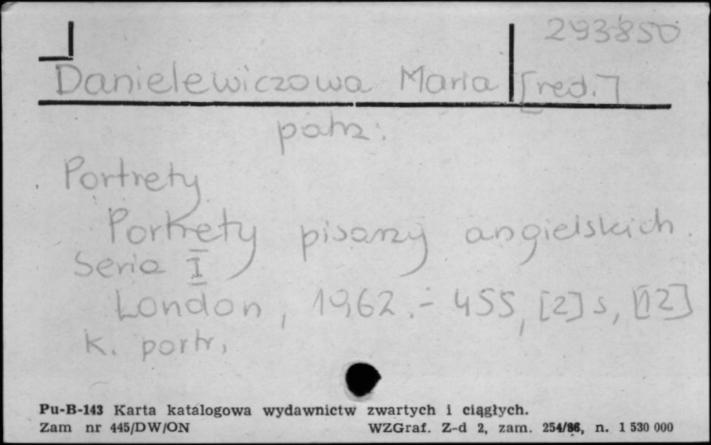 293850
Danielewiczowa Maria [red.]
patrz:
Portrety
Portrety pisarzy angielskich.
Seria I
London, 1962.- 455, [2] s, [12]
k. portr,
Pu-B-143 Karta katalogowa wydawnictw zwartych i ciągłych.
Zam nr 445/DW/ON WZGraf. Z-d 2, zam. 254/86, n. 1 530 000